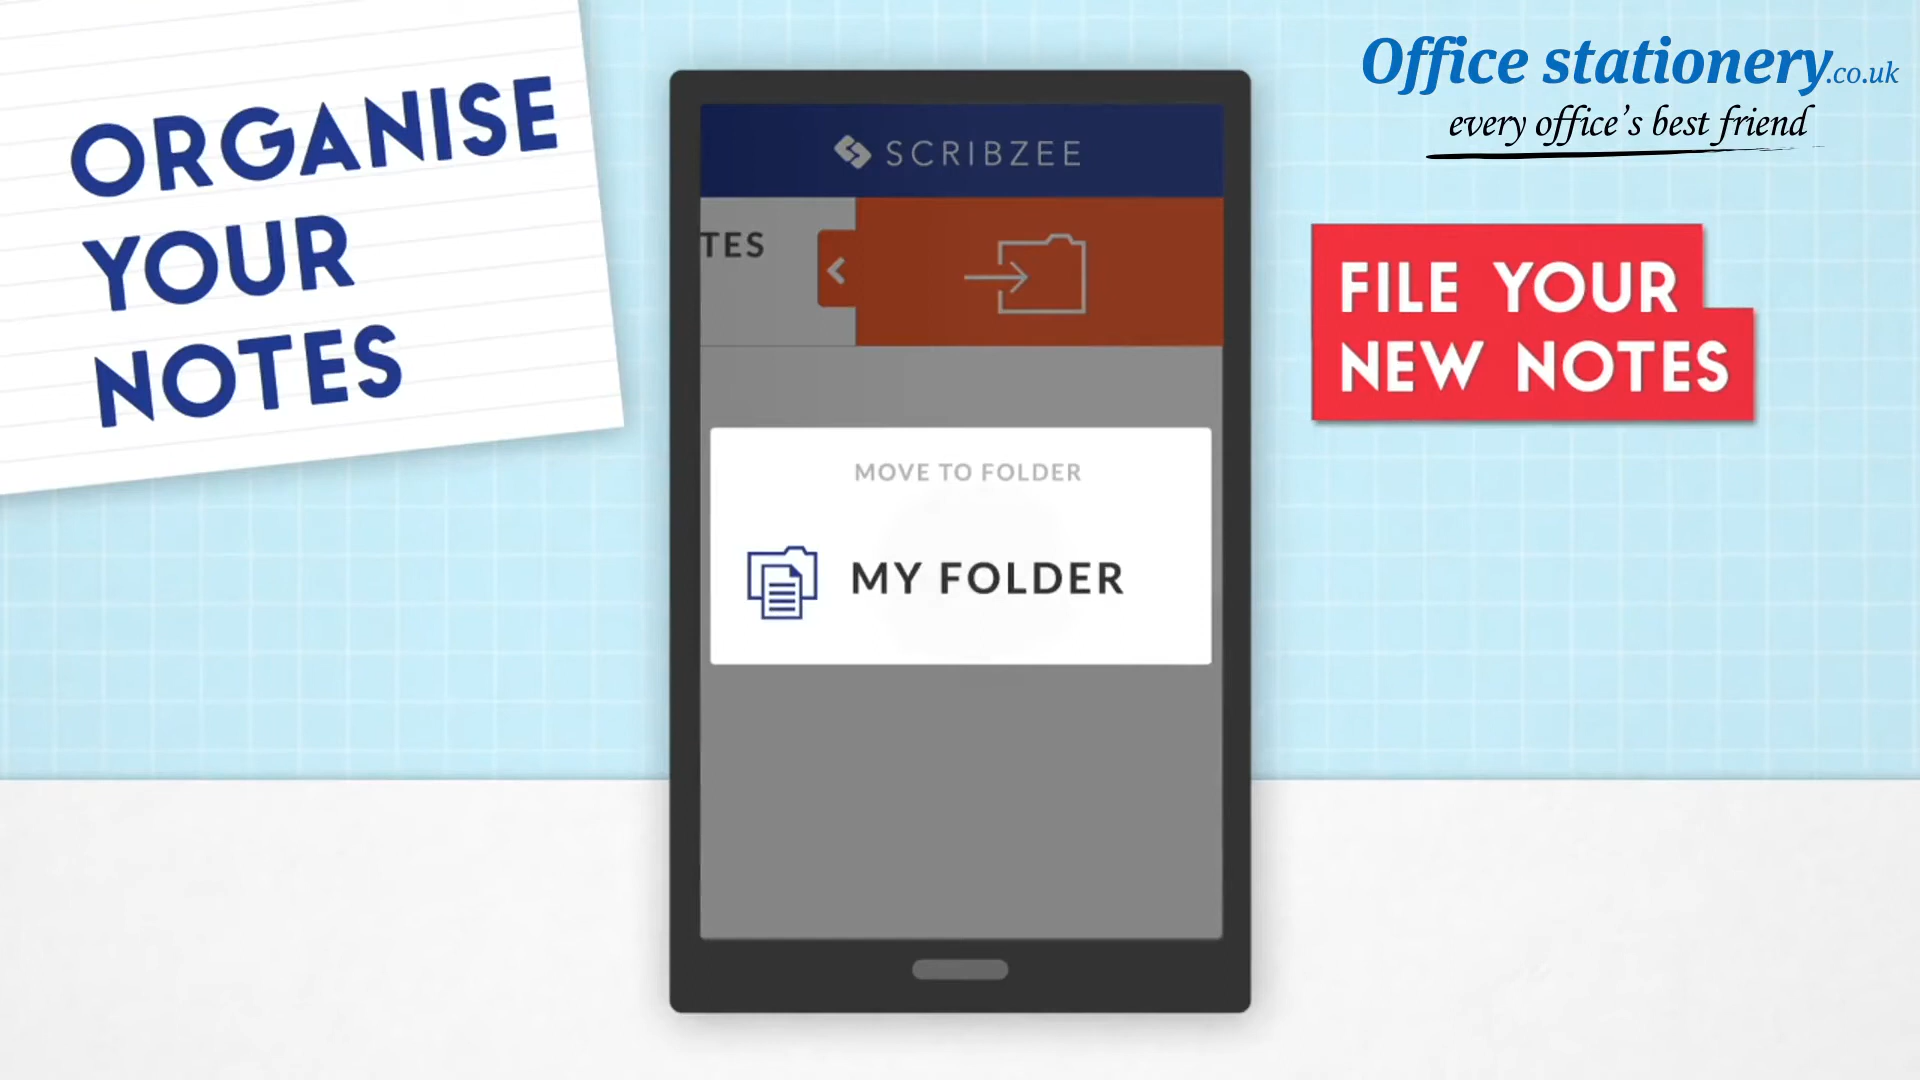 ORGANISE
YOUR
NOTES
Office stationery.co.uk
every office's best friend
SCRIBZEE
TES
FILE YOUR
NEW NOTES
MOVE TO FOLDER
MY FOLDER